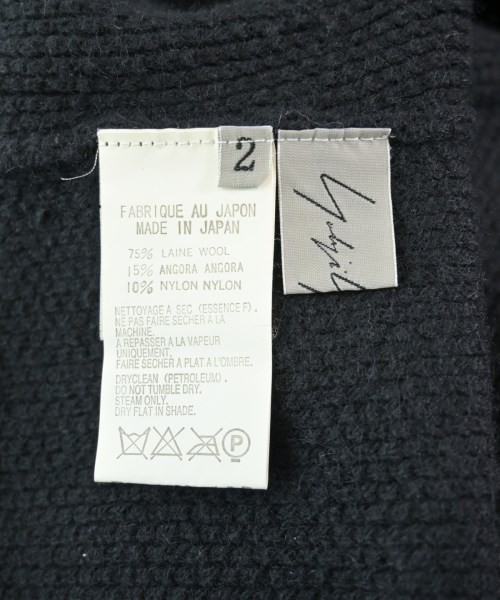 2
FABRIQUE AU JAPON
MADE IN JAPAN
75% LAINE WOOL
15% ANGORA ANGORA
10% NYLON NYLON
NETTOYAGE A SEC (ESSENCE F).
NE PAS FAIRE SECHER A LA
MACHINE.
A REPASSER A LA VAPEUR
UNIQUEMENT.
FAIRE SECHER A PLAT A L'OMBRE.
DRYCLEAN (PETROLEUM).
DO NOT TUMBLE DRY.
STEAM ONLY.
DRY FLAT IN SHADE.
P